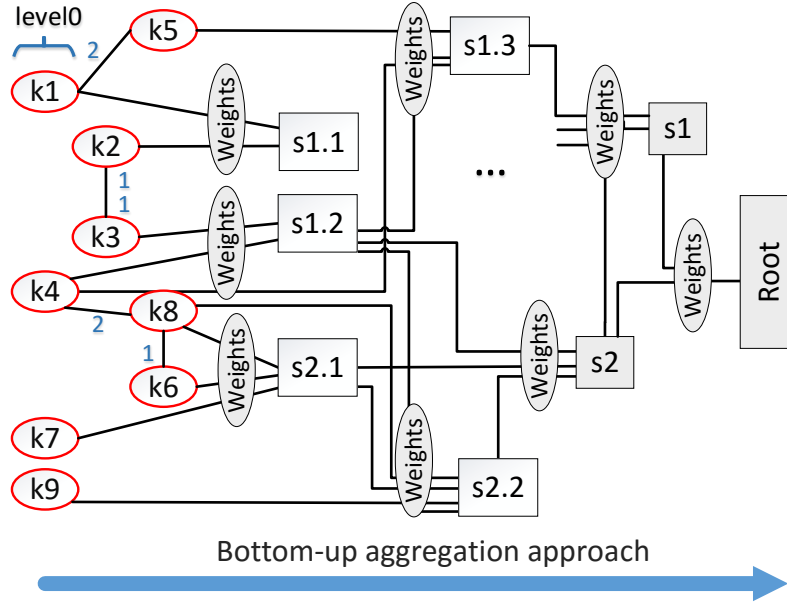 level0
k5
2
k1
Weights
s1.3
Weights
s1
k2
Weights
s1.1
1
1
...
k3
Weights
s1.2
Weights
Root
k4
2
k8
1
k6
Weights
s2.1
Weights
s2
k7
k9
Weights
s2.2
Bottom-up aggregation approach